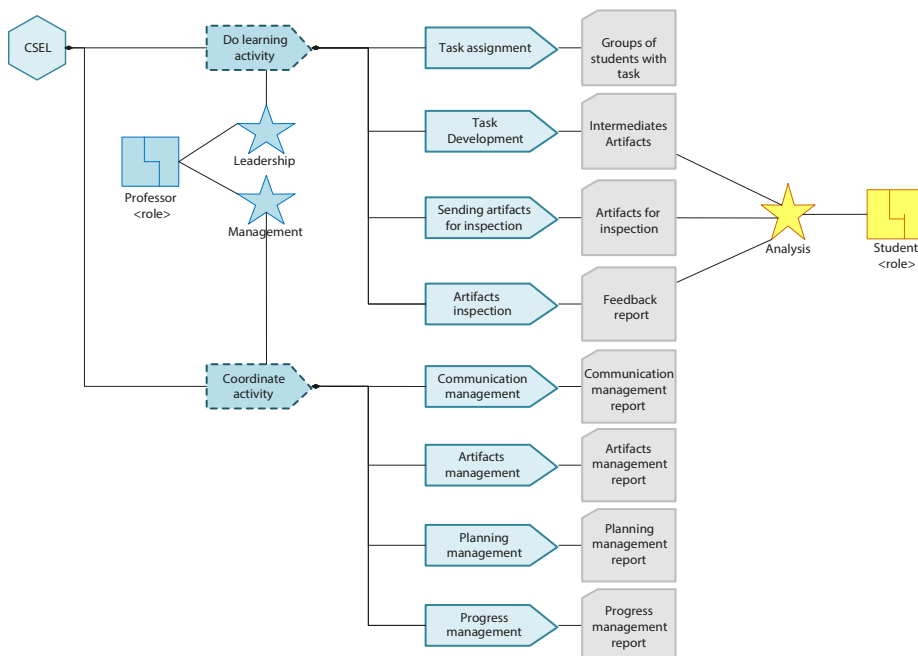 CSEL
Do learning
activity
Task assignment
Groups of
students with
task
Task
Development
Intermediates
Artifacts
Leadership
Professor
<role>
Management
Sending artifacts
for inspection
Artifacts for
inspection
Analysis
Student
<role>
Artifacts
inspection
Feedback
report
Coordinate
activity
Communication
management
Communication
management
report
Artifacts
management
Artifacts
management
report
Planning
management
Planning
management
report
Progress
management
Progress
management
report